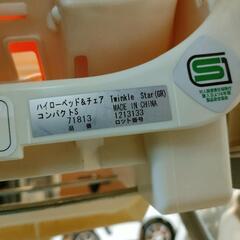 ハイローベッド&チェア Twinkle Star(GR)
コンパクトS MADE IN CHINA
71813 1213133
品番 ロット番号